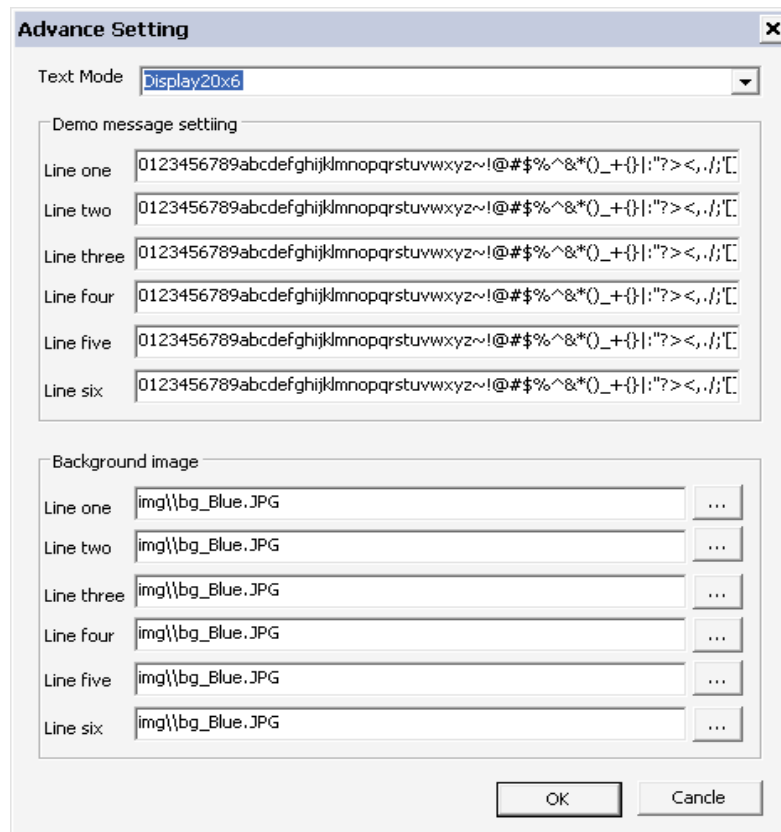 Advance Setting
Text Mode Display20x6
Demo message settiing
Line one 0123456789abcdefghijklmnopqrstuvwxyz~!@#$%^&*()_+{}|:"?><,./;'[]
Line two 0123456789abcdefghijklmnopqrstuvwxyz~!@#$%^&*()_+{}|:"?><,./;'[]
Line three 0123456789abcdefghijklmnopqrstuvwxyz~!@#$%^&*()_+{}|:"?><,./;'[]
Line four 0123456789abcdefghijklmnopqrstuvwxyz~!@#$%^&*()_+{}|:"?><,./;'[]
Line five 0123456789abcdefghijklmnopqrstuvwxyz~!@#$%^&*()_+{}|:"?><,./;'[]
Line six 0123456789abcdefghijklmnopqrstuvwxyz~!@#$%^&*()_+{}|:"?><,./;'[]
Background image
Line one img\\bg_Blue.JPG ...
Line two img\\bg_Blue.JPG ...
Line three img\\bg_Blue.JPG ...
Line four img\\bg_Blue.JPG ...
Line five img\\bg_Blue.JPG ...
Line six img\\bg_Blue.JPG ...
OK Cancle